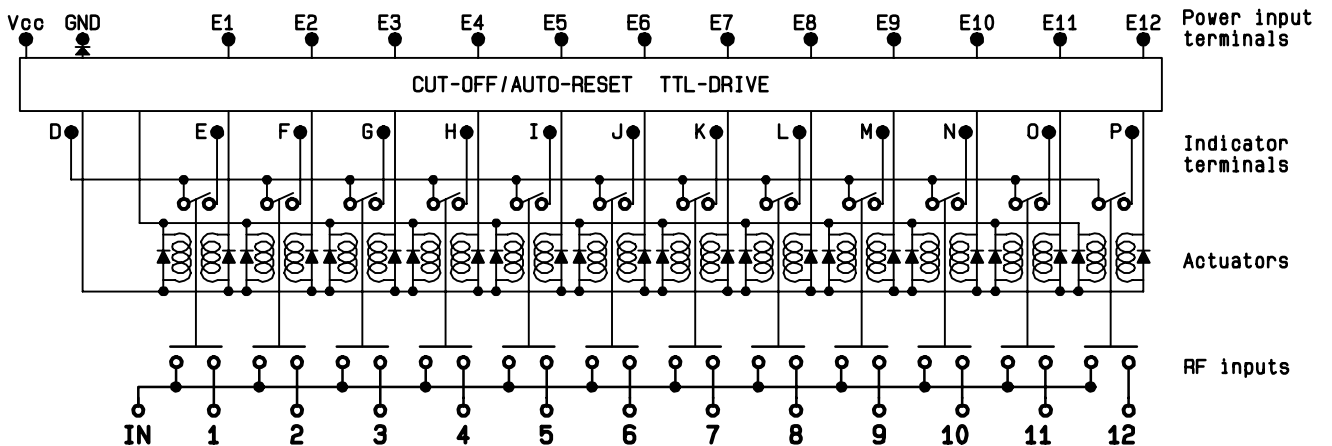 Vcc GND E1 E2 E3 E4 E5 E6 E7 E8 E9 E10 E11 E12 Power input
terminals
CUT-OFF/AUTO-RESET TTL-DRIVE
D E F G H I J K L M N O P Indicator
terminals
Actuators
RF inputs
IN 1 2 3 4 5 6 7 8 9 10 11 12